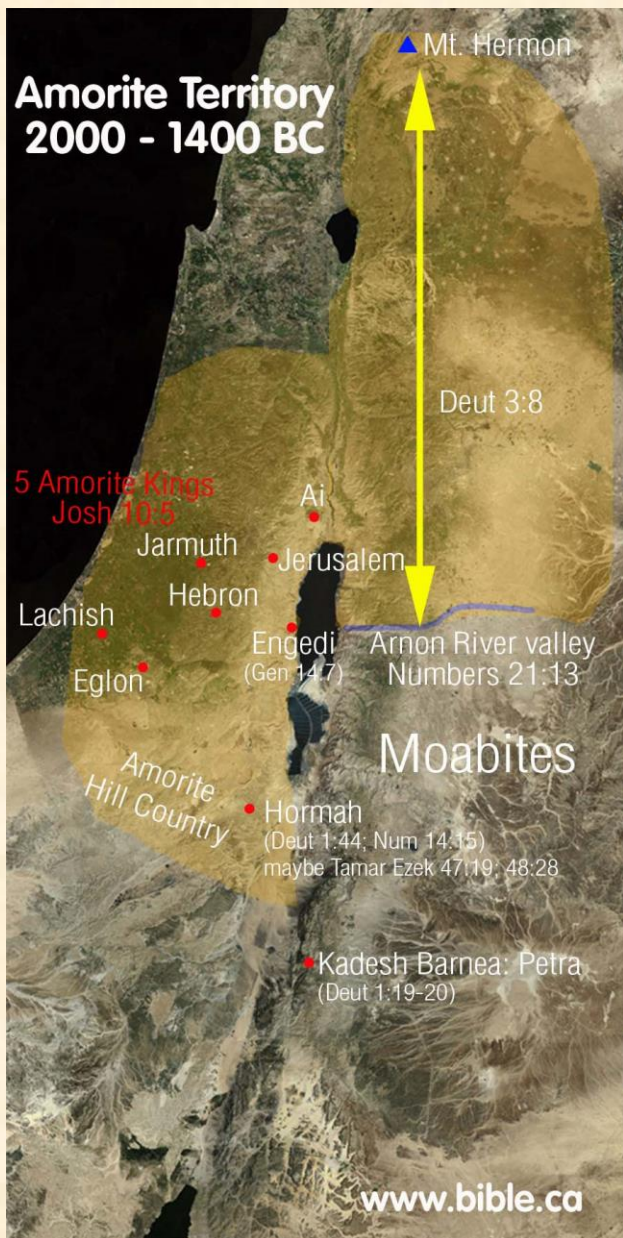 Mt. Hermon
Amorite Territory
2000 - 1400 BC
Deut 3:8
5 Amorite Kings
Josh 10:5
Ai
Jarmuth
Jerusalem
Hebron
Lachish
Engedi
(Gen 14:7)
Eglon
Arnon River valley
Numbers 21:13
Moabites
Amorite
Hill Country
Hormah
(Deut 1:44; Num 14:15)
maybe Tamar Ezek 47:19; 48:28
Kadesh Barnea: Petra
(Deut 1:19-20)
www.bible.ca